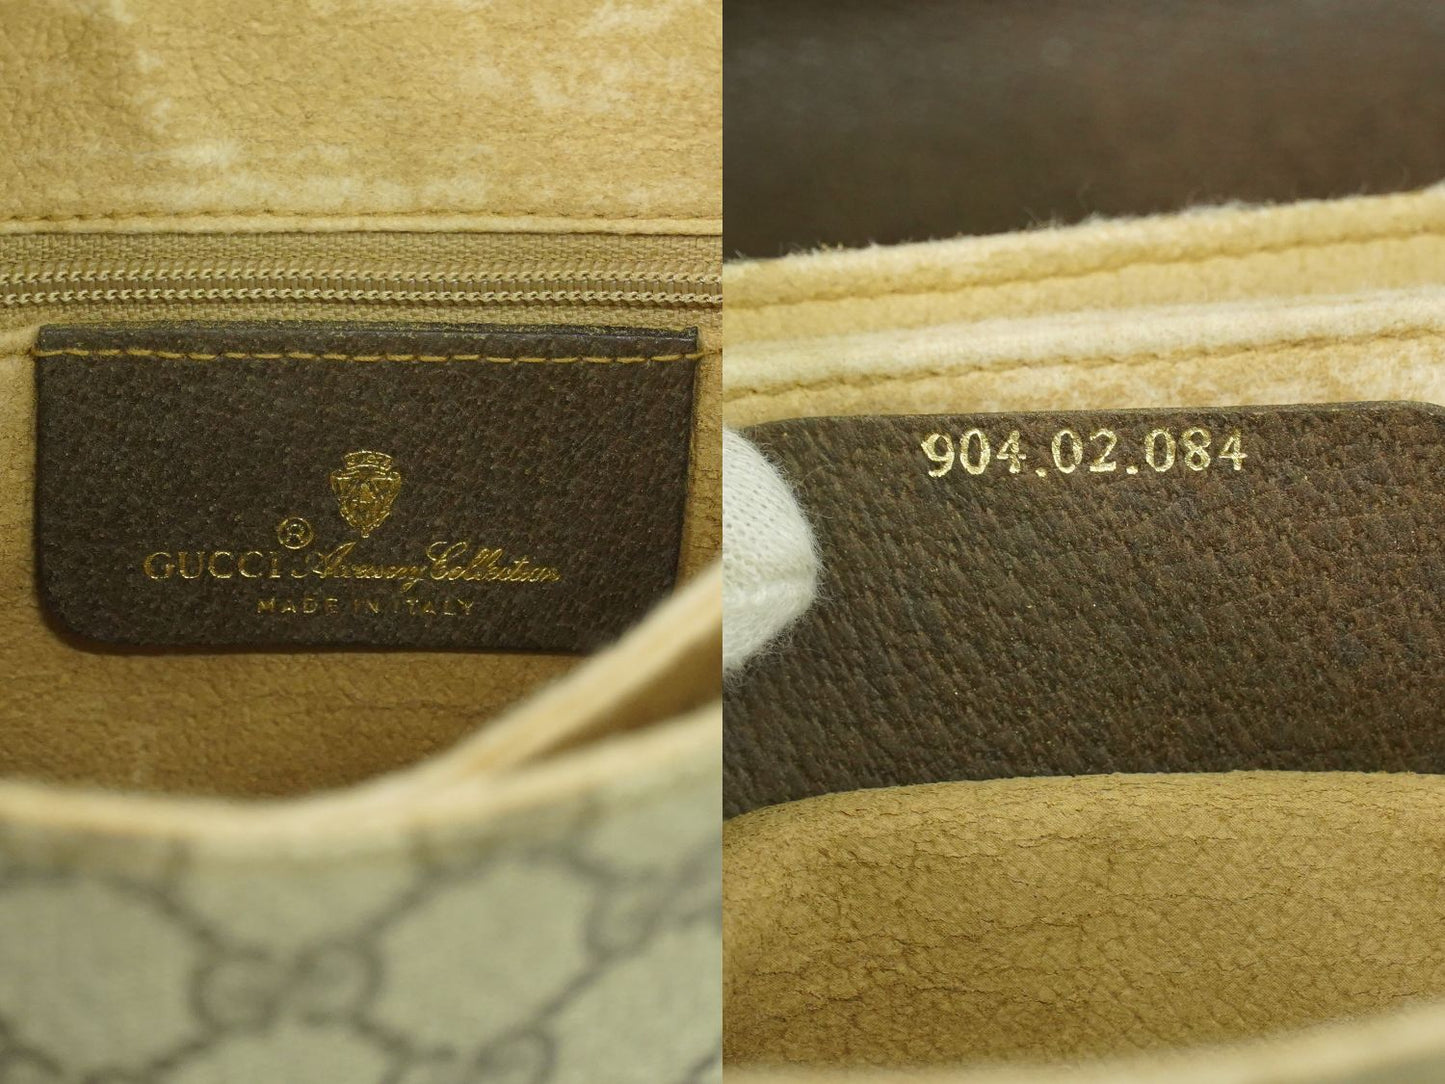 GUCCI ® Accessory Collection
MADE IN ITALY
904.02.084